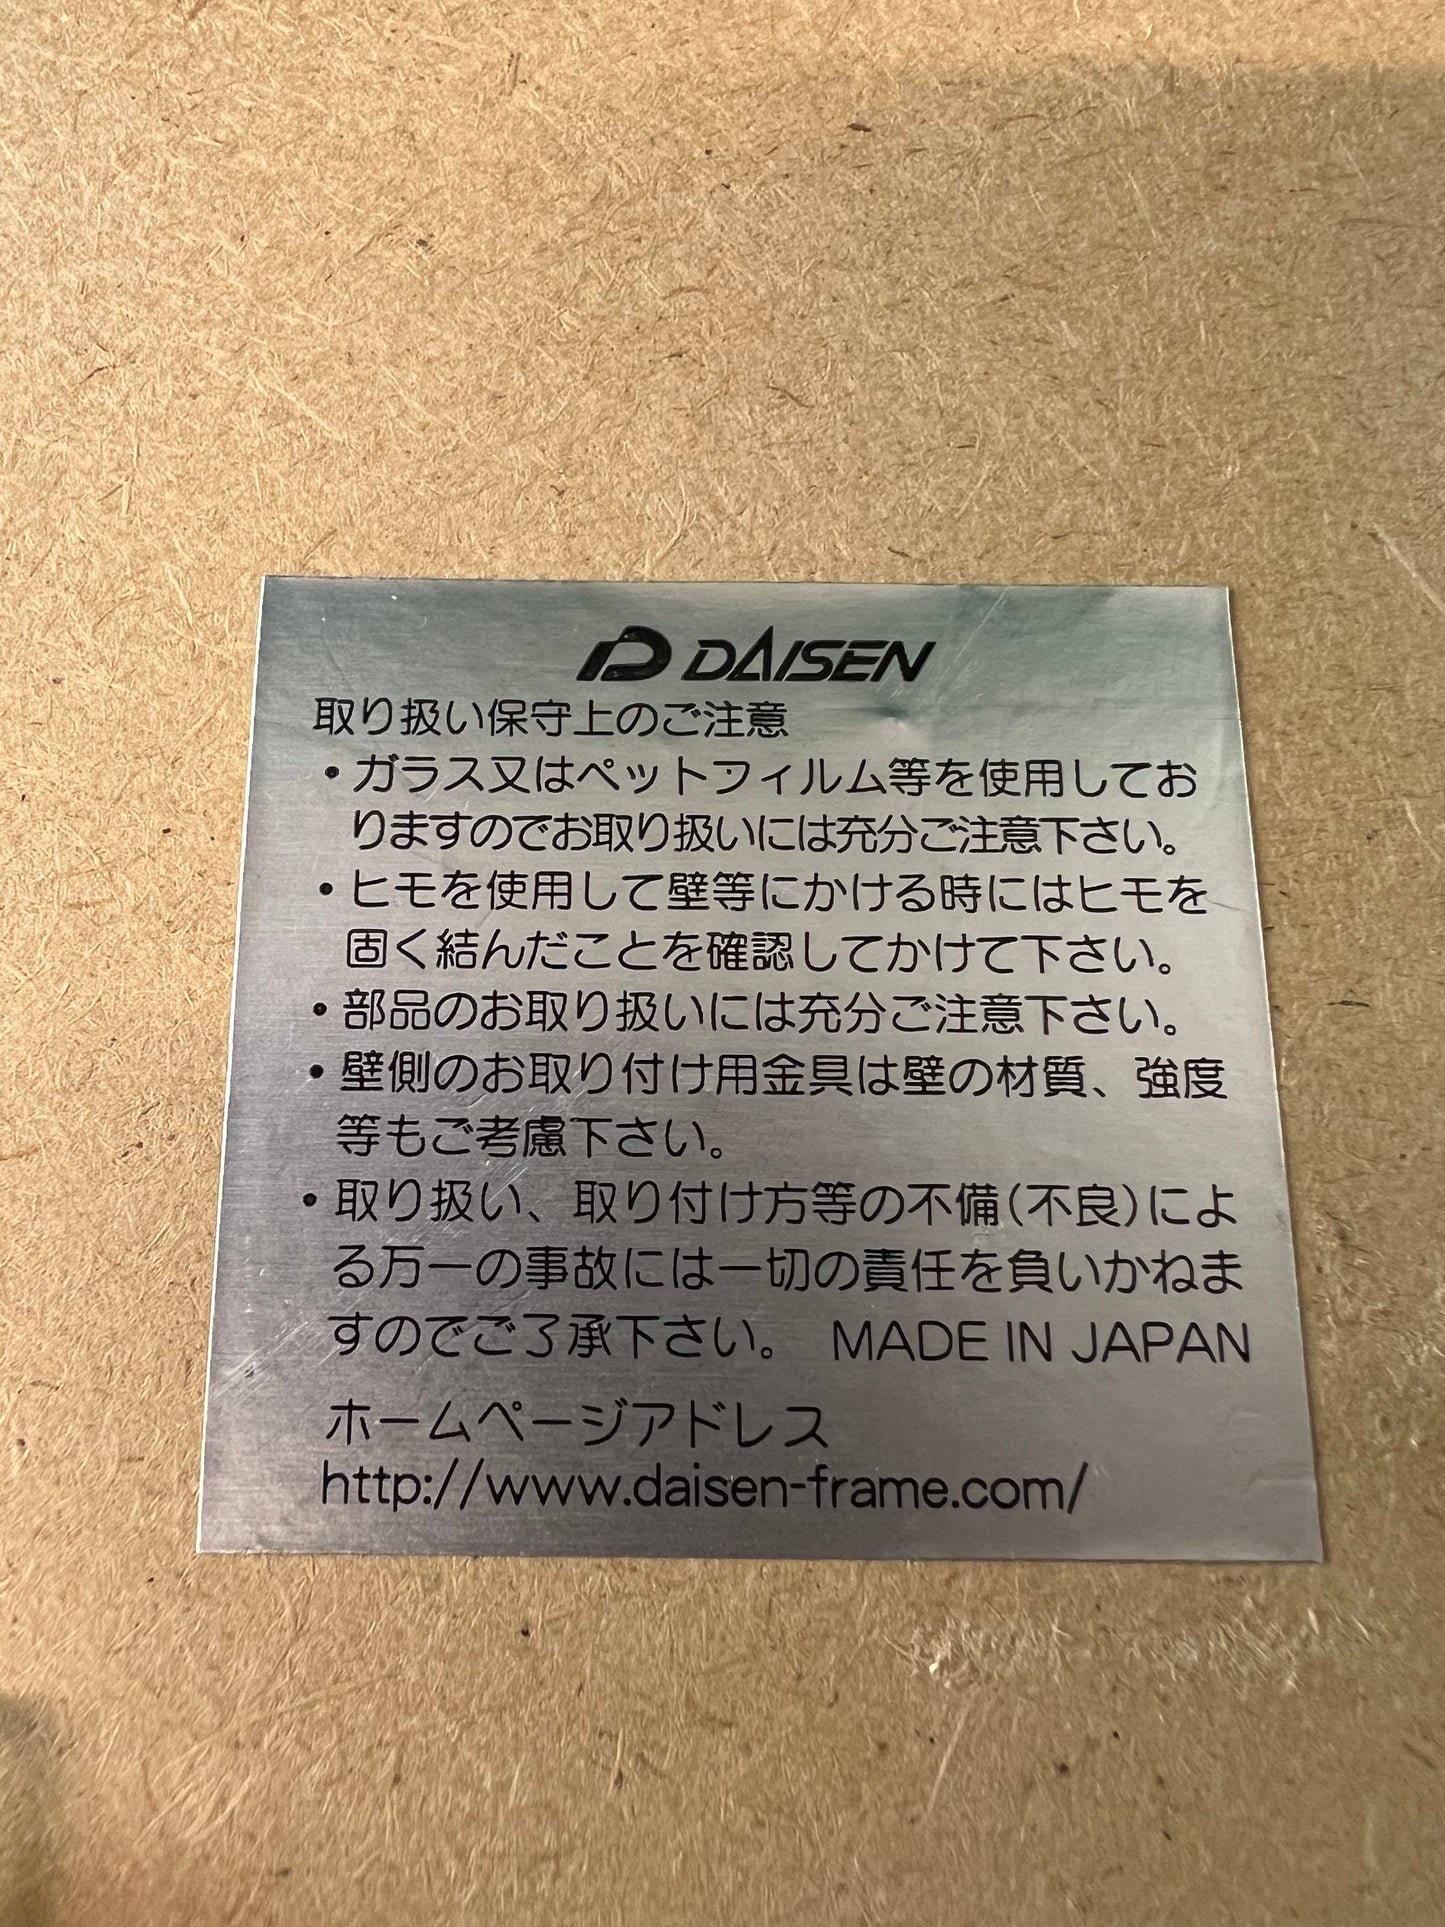 DAISEN
取り扱い保守上のご注意
・ガラス又はペットフィルム等を使用してお
りますのでお取り扱いには充分ご注意下さい。
・ヒモを使用して壁等にかける時にはヒモを
固く結んだことを確認してかけて下さい。
・部品のお取り扱いには充分ご注意下さい。
・壁側のお取り付け用金具は壁の材質、強度
等もご考慮下さい。
・取り扱い、取り付け方等の不備(不良)によ
る万一の事故には一切の責任を負いかねま
すのでご了承下さい。 MADE IN JAPAN
ホームページアドレス
http://www.daisen-frame.com/